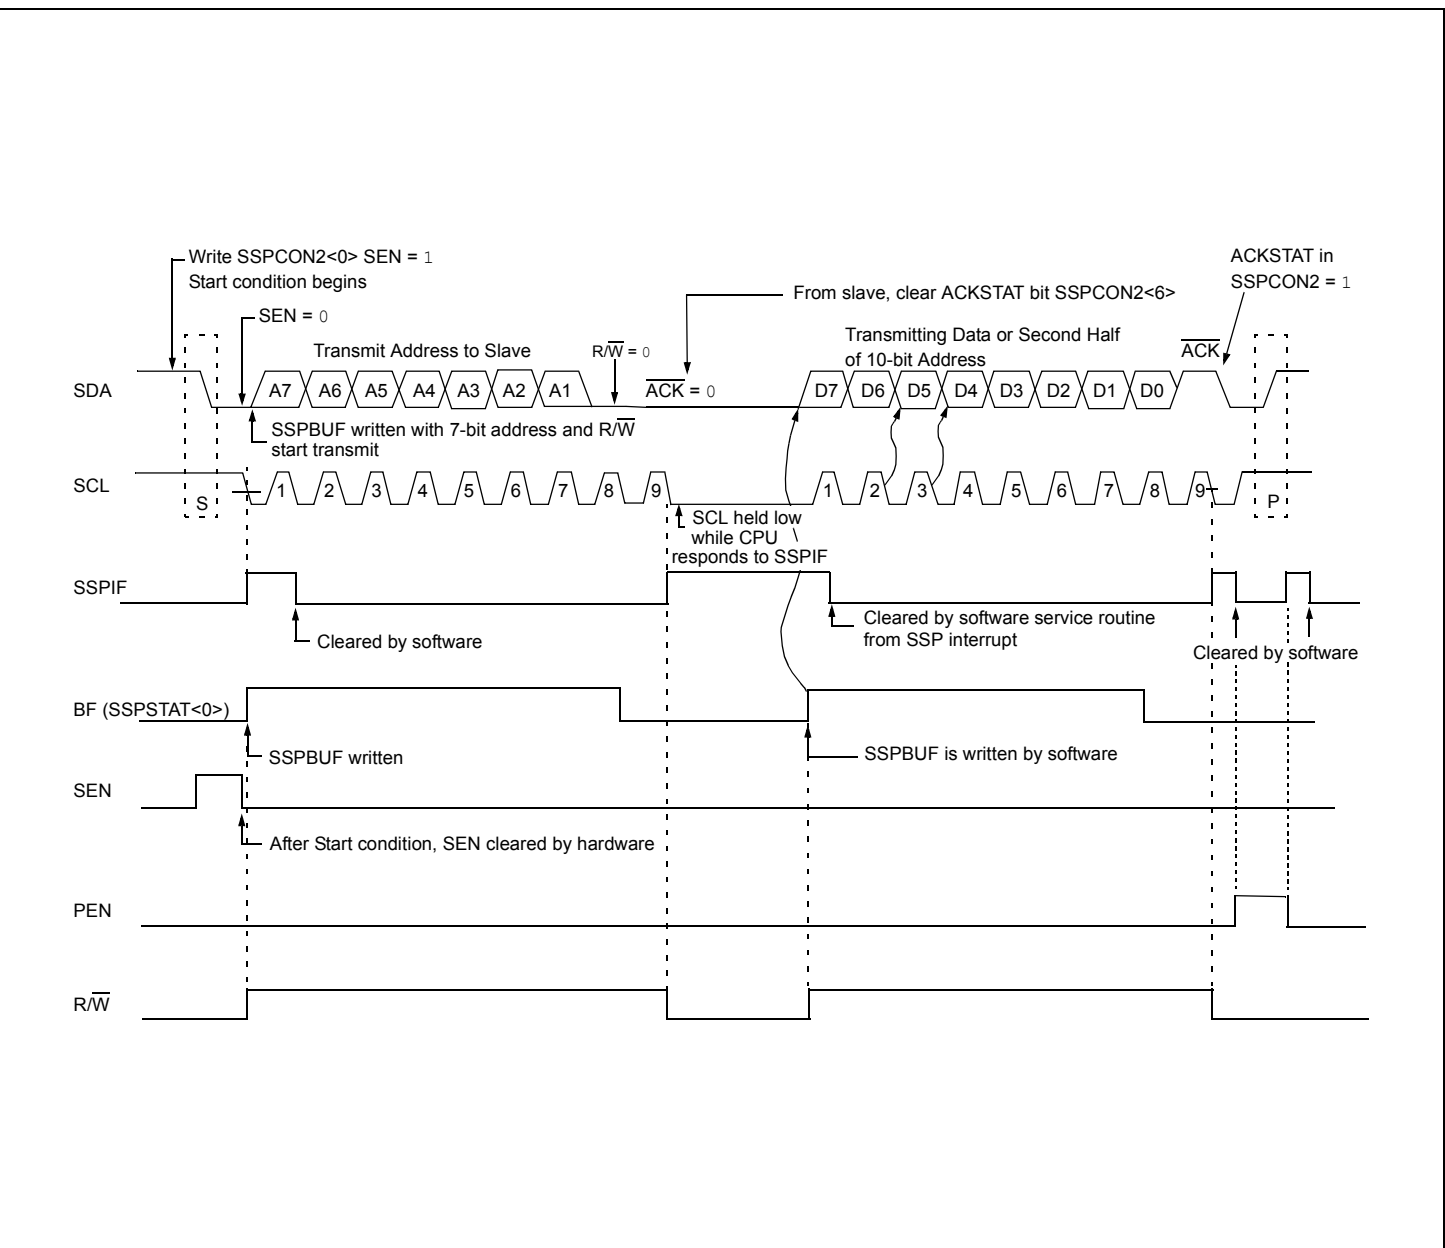 Write SSPCON2<0> SEN = 1
Start condition begins
ACKSTAT in
SSPCON2 = 1
From slave, clear ACKSTAT bit SSPCON2<6>
SEN = 0
Transmit Address to Slave
R/W̅ = 0
Transmitting Data or Second Half
of 10-bit Address
A̅C̅K̅
SDA
A7 A6 A5 A4 A3 A2 A1
A̅C̅K̅ = 0
D7 D6 D5 D4 D3 D2 D1 D0
SSPBUF written with 7-bit address and R/W̅
start transmit
SCL
S
1 2 3 4 5 6 7 8 9
1 2 3 4 5 6 7 8 9
P
SCL held low
while CPU
responds to SSPIF
SSPIF
Cleared by software
Cleared by software service routine
from SSP interrupt
Cleared by software
BF (SSPSTAT<0>)
SSPBUF written
SSPBUF is written by software
SEN
After Start condition, SEN cleared by hardware
PEN
R/W̅